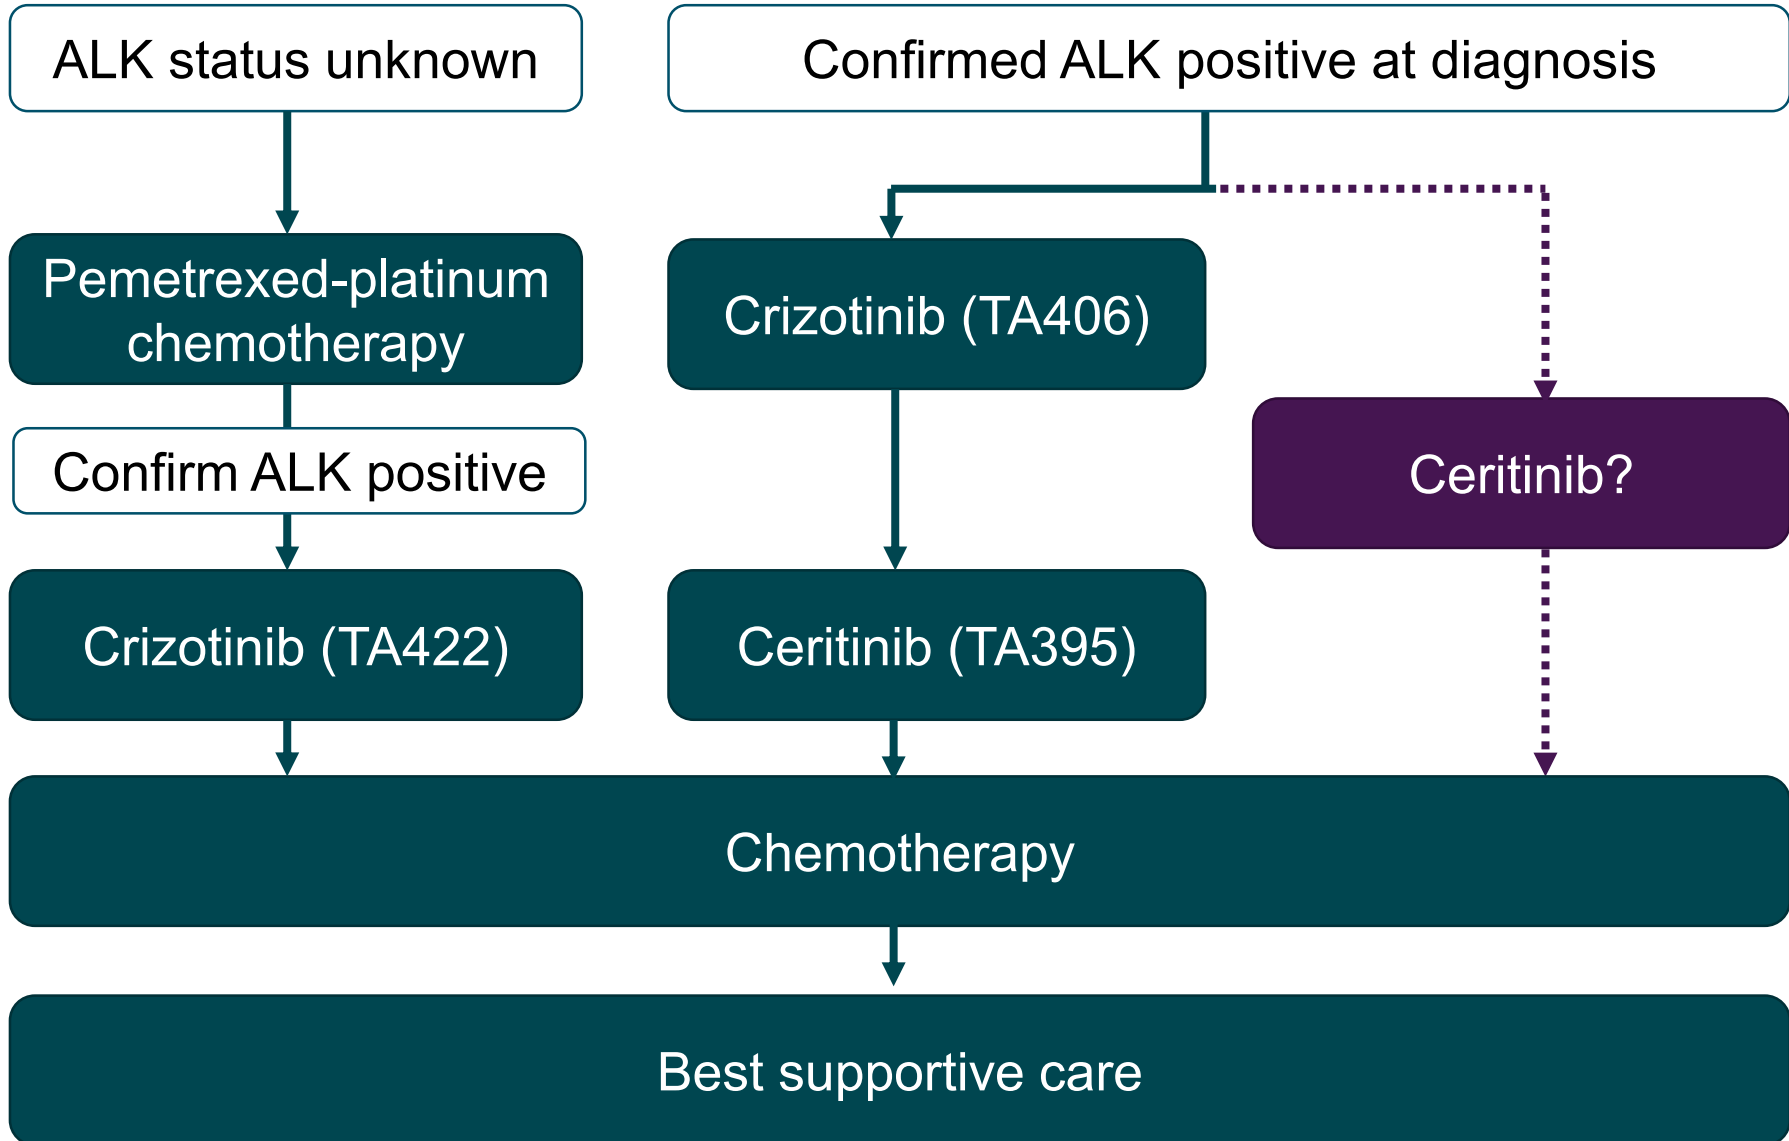 ALK status unknown
Confirmed ALK positive at diagnosis
Pemetrexed-platinum
chemotherapy
Crizotinib (TA406)
Confirm ALK positive
Ceritinib?
Crizotinib (TA422)
Ceritinib (TA395)
Chemotherapy
Best supportive care